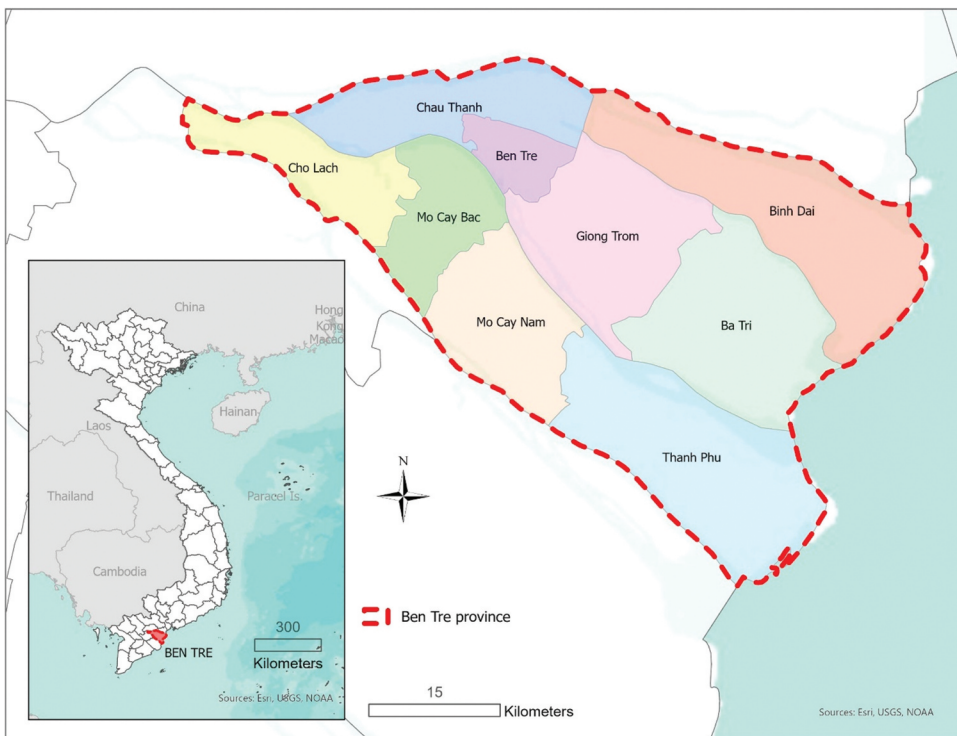 Chau Thanh
Ben Tre
Cho Lach
Mo Cay Bac
Binh Dai
Giong Trom
Mo Cay Nam
Ba Tri
Thanh Phu
N
Ben Tre province
15
Kilometers
Sources: Esri, USGS, NOAA
China
Hong
Kong
Macao
Hainan
Laos
Thailand
Paracel Is.
Cambodia
BEN TRE
300
Kilometers
Sources: Esri, USGS, NOAA